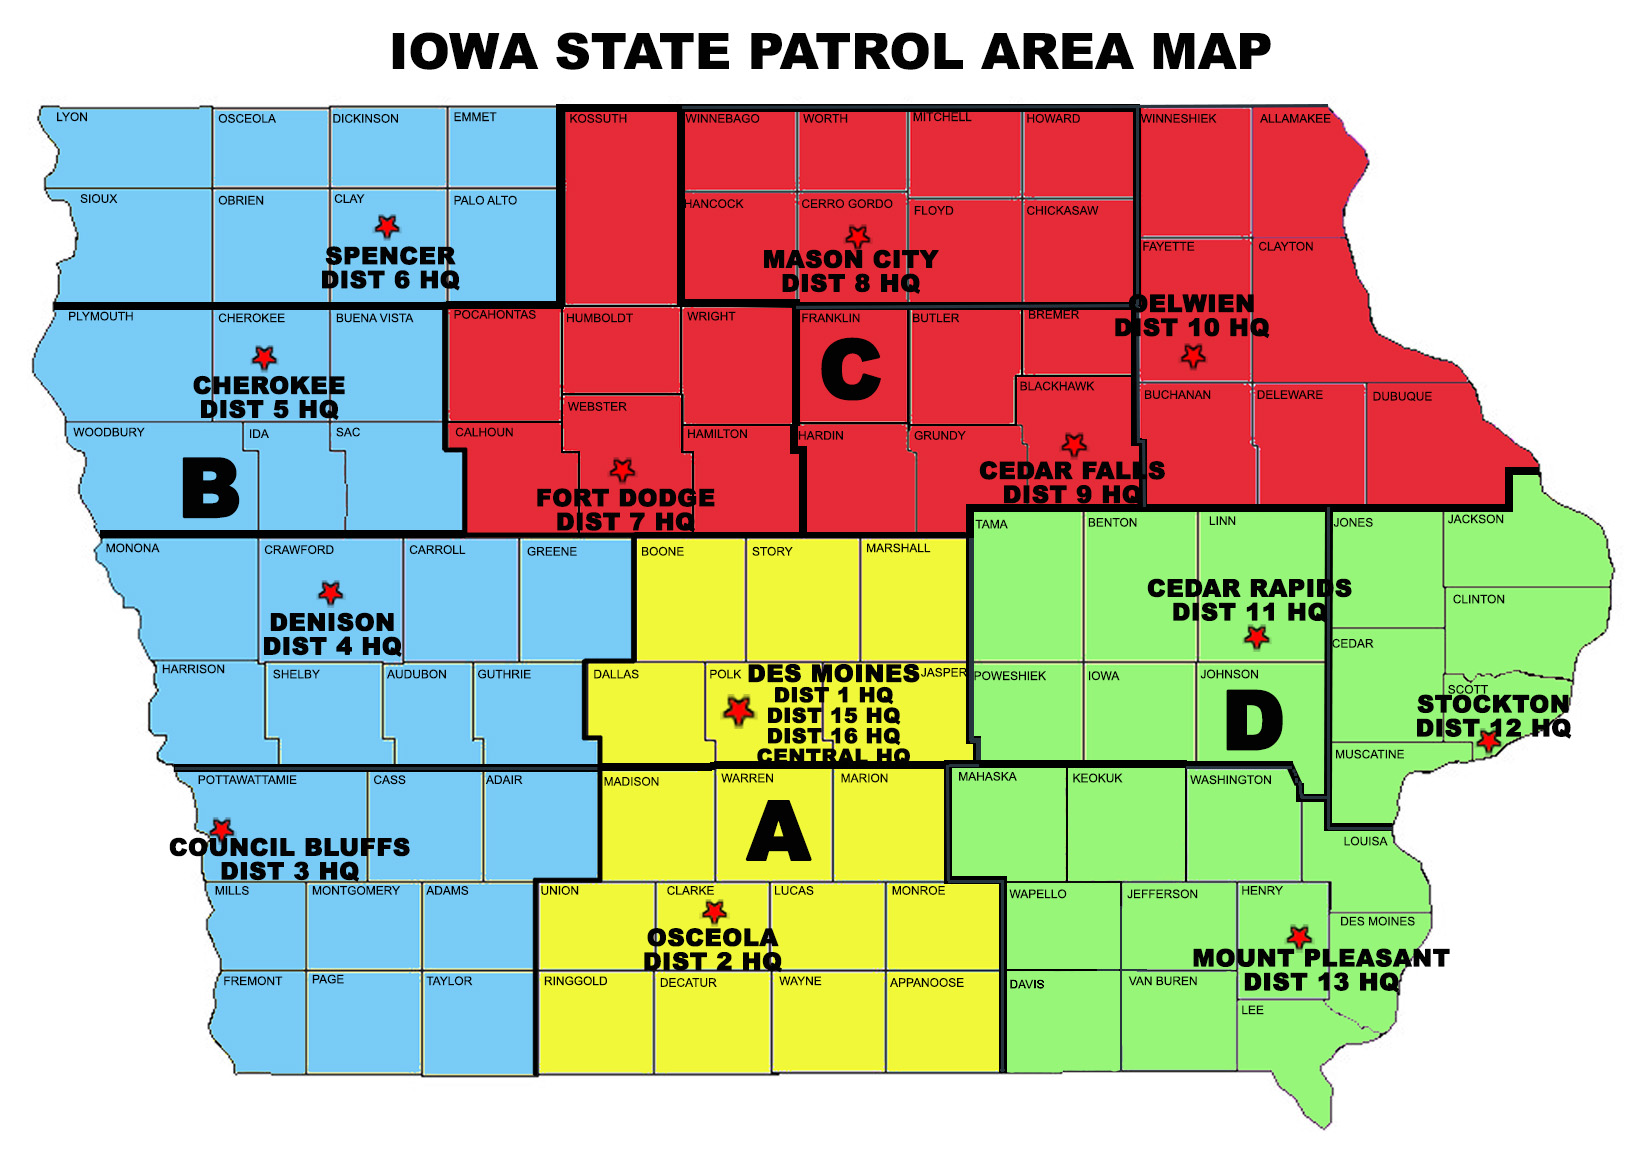 IOWA STATE PATROL AREA MAP
LYON
OSCEOLA
DICKINSON
EMMET
KOSSUTH
WINNEBAGO
WORTH
MITCHELL
HOWARD
WINNESHIEK
ALLAMAKEE
SIOUX
OBRIEN
CLAY
PALO ALTO
HANCOCK
CERRO GORDO
FLOYD
CHICKASAW
SPENCER
DIST 6 HQ
MASON CITY
DIST 8 HQ
FAYETTE
CLAYTON
OELWIEN
DIST 10 HQ
PLYMOUTH
CHEROKEE
BUENA VISTA
POCAHONTAS
HUMBOLDT
WRIGHT
FRANKLIN
BUTLER
BREMER
CHEROKEE
DIST 5 HQ
C
BLACKHAWK
BUCHANAN
DELEWARE
DUBUQUE
WEBSTER
WOODBURY
IDA
SAC
CALHOUN
HAMILTON
HARDIN
GRUNDY
B
FORT DODGE
DIST 7 HQ
CEDAR FALLS
DIST 9 HQ
TAMA
BENTON
LINN
JONES
JACKSON
MONONA
CRAWFORD
CARROLL
GREENE
BOONE
STORY
MARSHALL
CEDAR RAPIDS
DIST 11 HQ
CLINTON
DENISON
DIST 4 HQ
CEDAR
HARRISON
SHELBY
AUDUBON
GUTHRIE
DALLAS
POLK
DES MOINES
DIST 1 HQ
DIST 15 HQ
DIST 16 HQ
CENTRAL HQ
JASPER
POWESHIEK
IOWA
JOHNSON
D
SCOTT
STOCKTON
DIST 12 HQ
MUSCATINE
POTTAWATTAMIE
CASS
ADAIR
MADISON
WARREN
MARION
MAHASKA
KEOKUK
WASHINGTON
A
COUNCIL BLUFFS
DIST 3 HQ
LOUISA
MILLS
MONTGOMERY
ADAMS
UNION
CLARKE
LUCAS
MONROE
WAPELLO
JEFFERSON
HENRY
DES MOINES
OSCEOLA
DIST 2 HQ
MOUNT PLEASANT
DIST 13 HQ
FREMONT
PAGE
TAYLOR
RINGGOLD
DECATUR
WAYNE
APPANOOSE
DAVIS
VAN BUREN
LEE